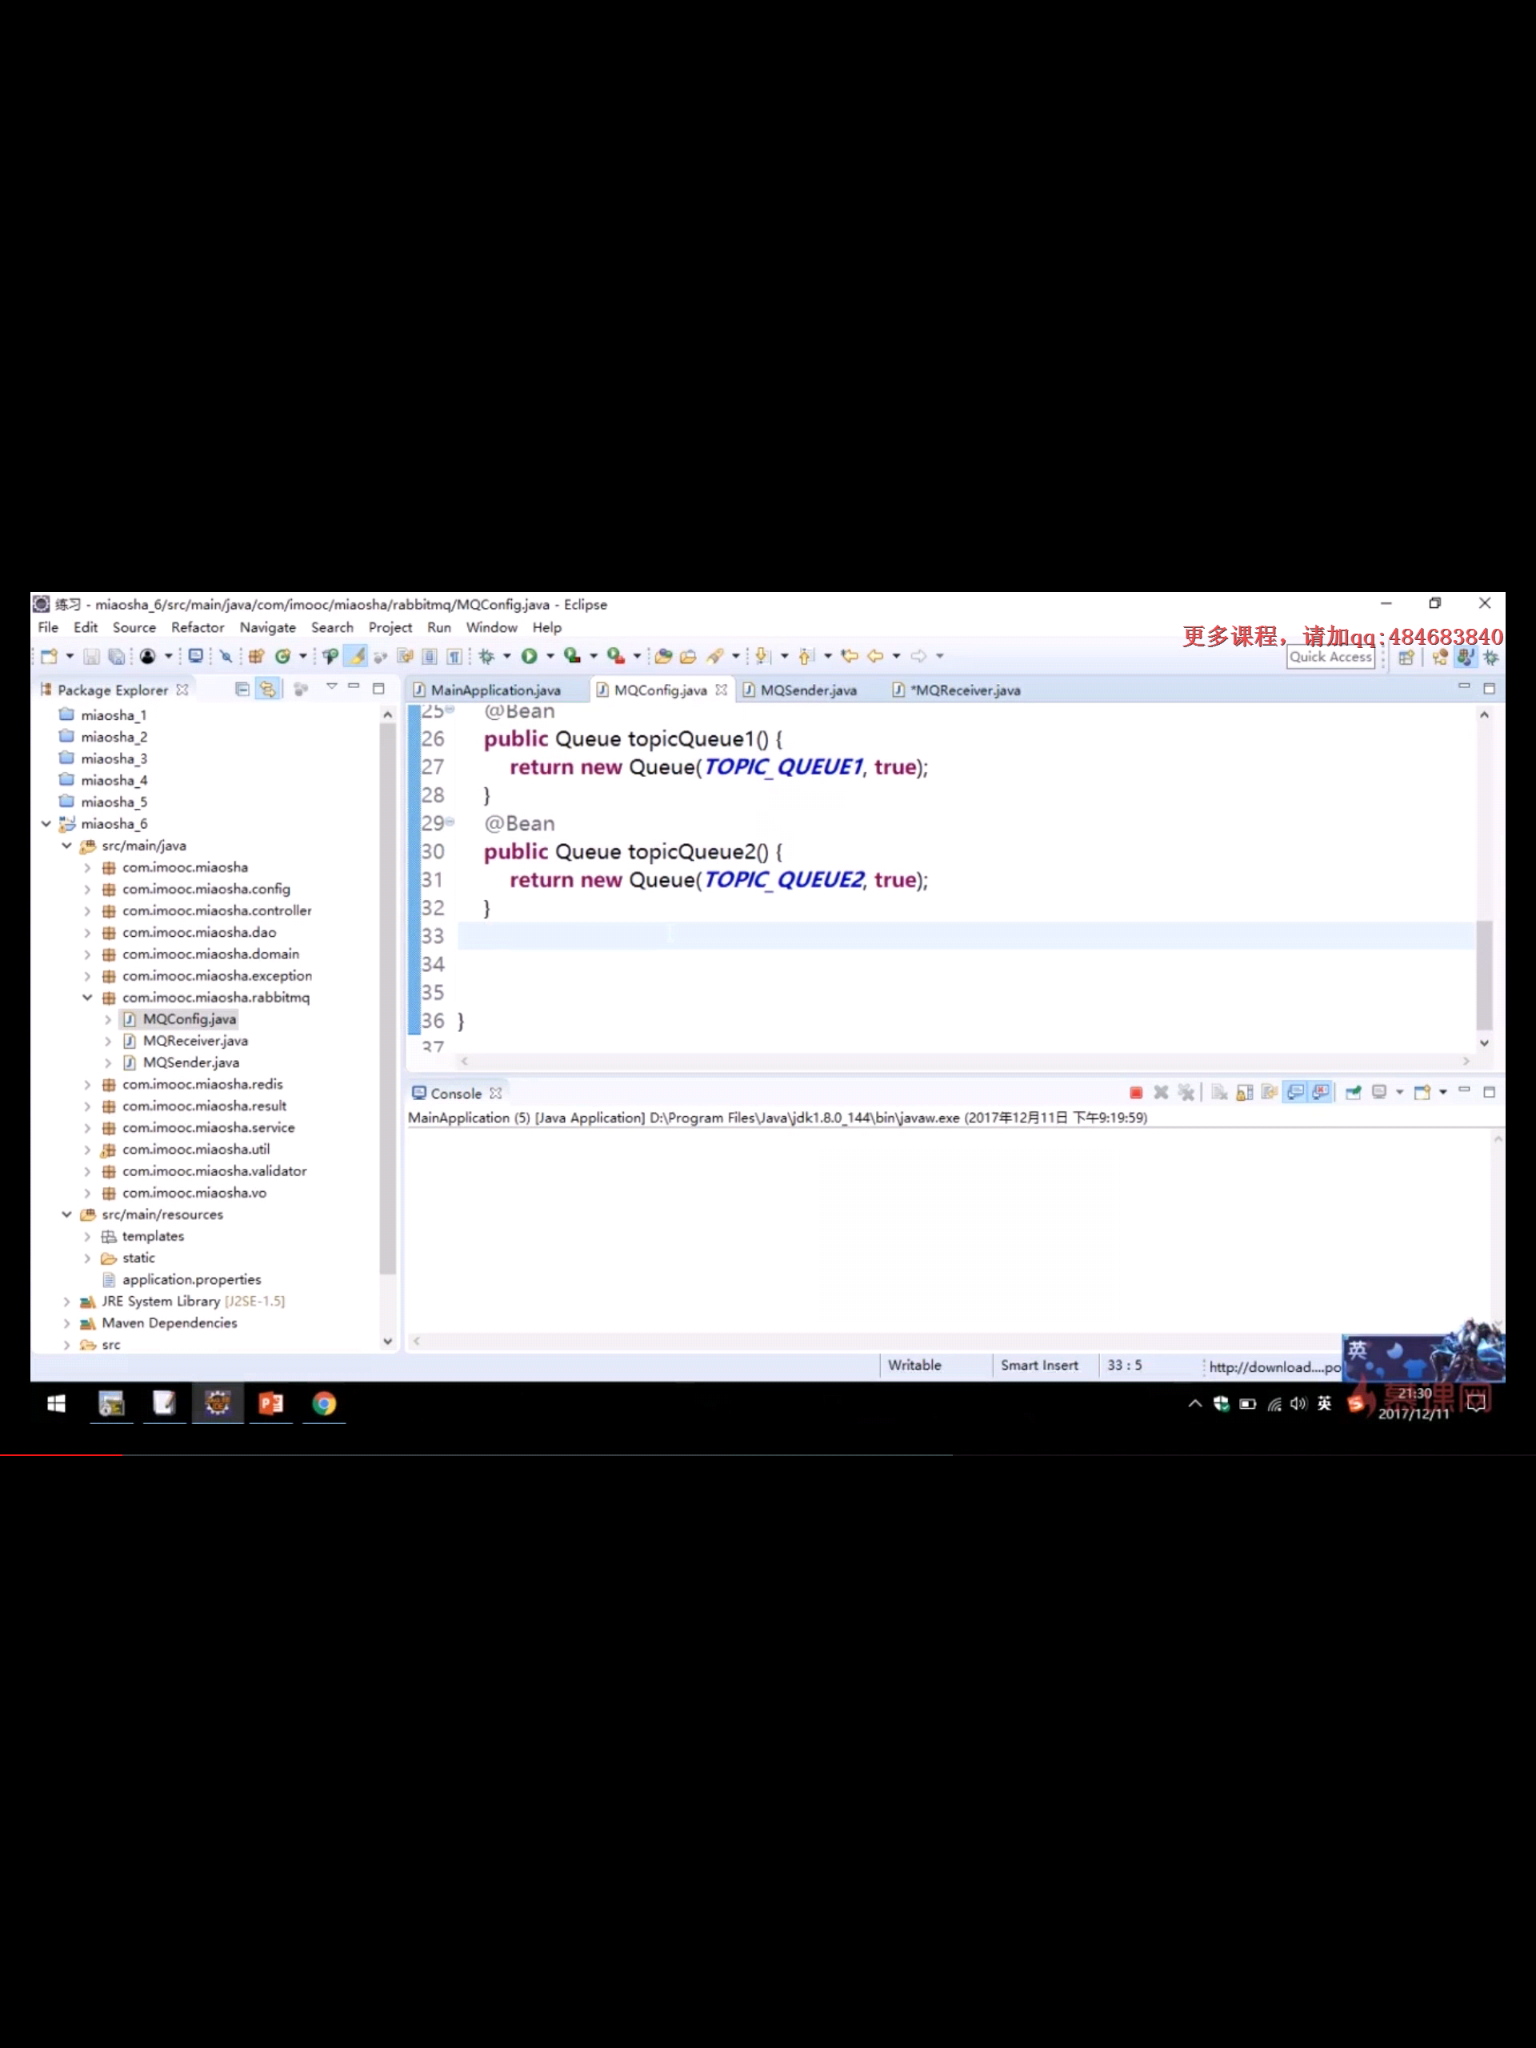 练习 - miaosha_6/src/main/java/com/imooc/miaosha/rabbitmq/MQConfig.java - Eclipse
File Edit Source Refactor Navigate Search Project Run Window Help
更多课程，请加qq:484683840
Quick Access
Package Explorer
miaosha_1
miaosha_2
miaosha_3
miaosha_4
miaosha_5
miaosha_6
src/main/java
com.imooc.miaosha
com.imooc.miaosha.config
com.imooc.miaosha.controller
com.imooc.miaosha.dao
com.imooc.miaosha.domain
com.imooc.miaosha.exception
com.imooc.miaosha.rabbitmq
MQConfig.java
MQReceiver.java
MQSender.java
com.imooc.miaosha.redis
com.imooc.miaosha.result
com.imooc.miaosha.service
com.imooc.miaosha.util
com.imooc.miaosha.validator
com.imooc.miaosha.vo
src/main/resources
templates
static
application.properties
JRE System Library [J2SE-1.5]
Maven Dependencies
src
MainApplication.java MQConfig.java MQSender.java *MQReceiver.java
25 @Bean
26 public Queue topicQueue1() {
27 return new Queue(TOPIC_QUEUE1, true);
28 }
29 @Bean
30 public Queue topicQueue2() {
31 return new Queue(TOPIC_QUEUE2, true);
32 }
33
34
35
36 }
37
Console
MainApplication (5) [Java Application] D:\Program Files\Java\jdk1.8.0_144\bin\javaw.exe (2017年12月11日 下午9:19:59)
Writable Smart Insert 33 : 5 http://download....po
英
英
慕课网
21:30
2017/12/11